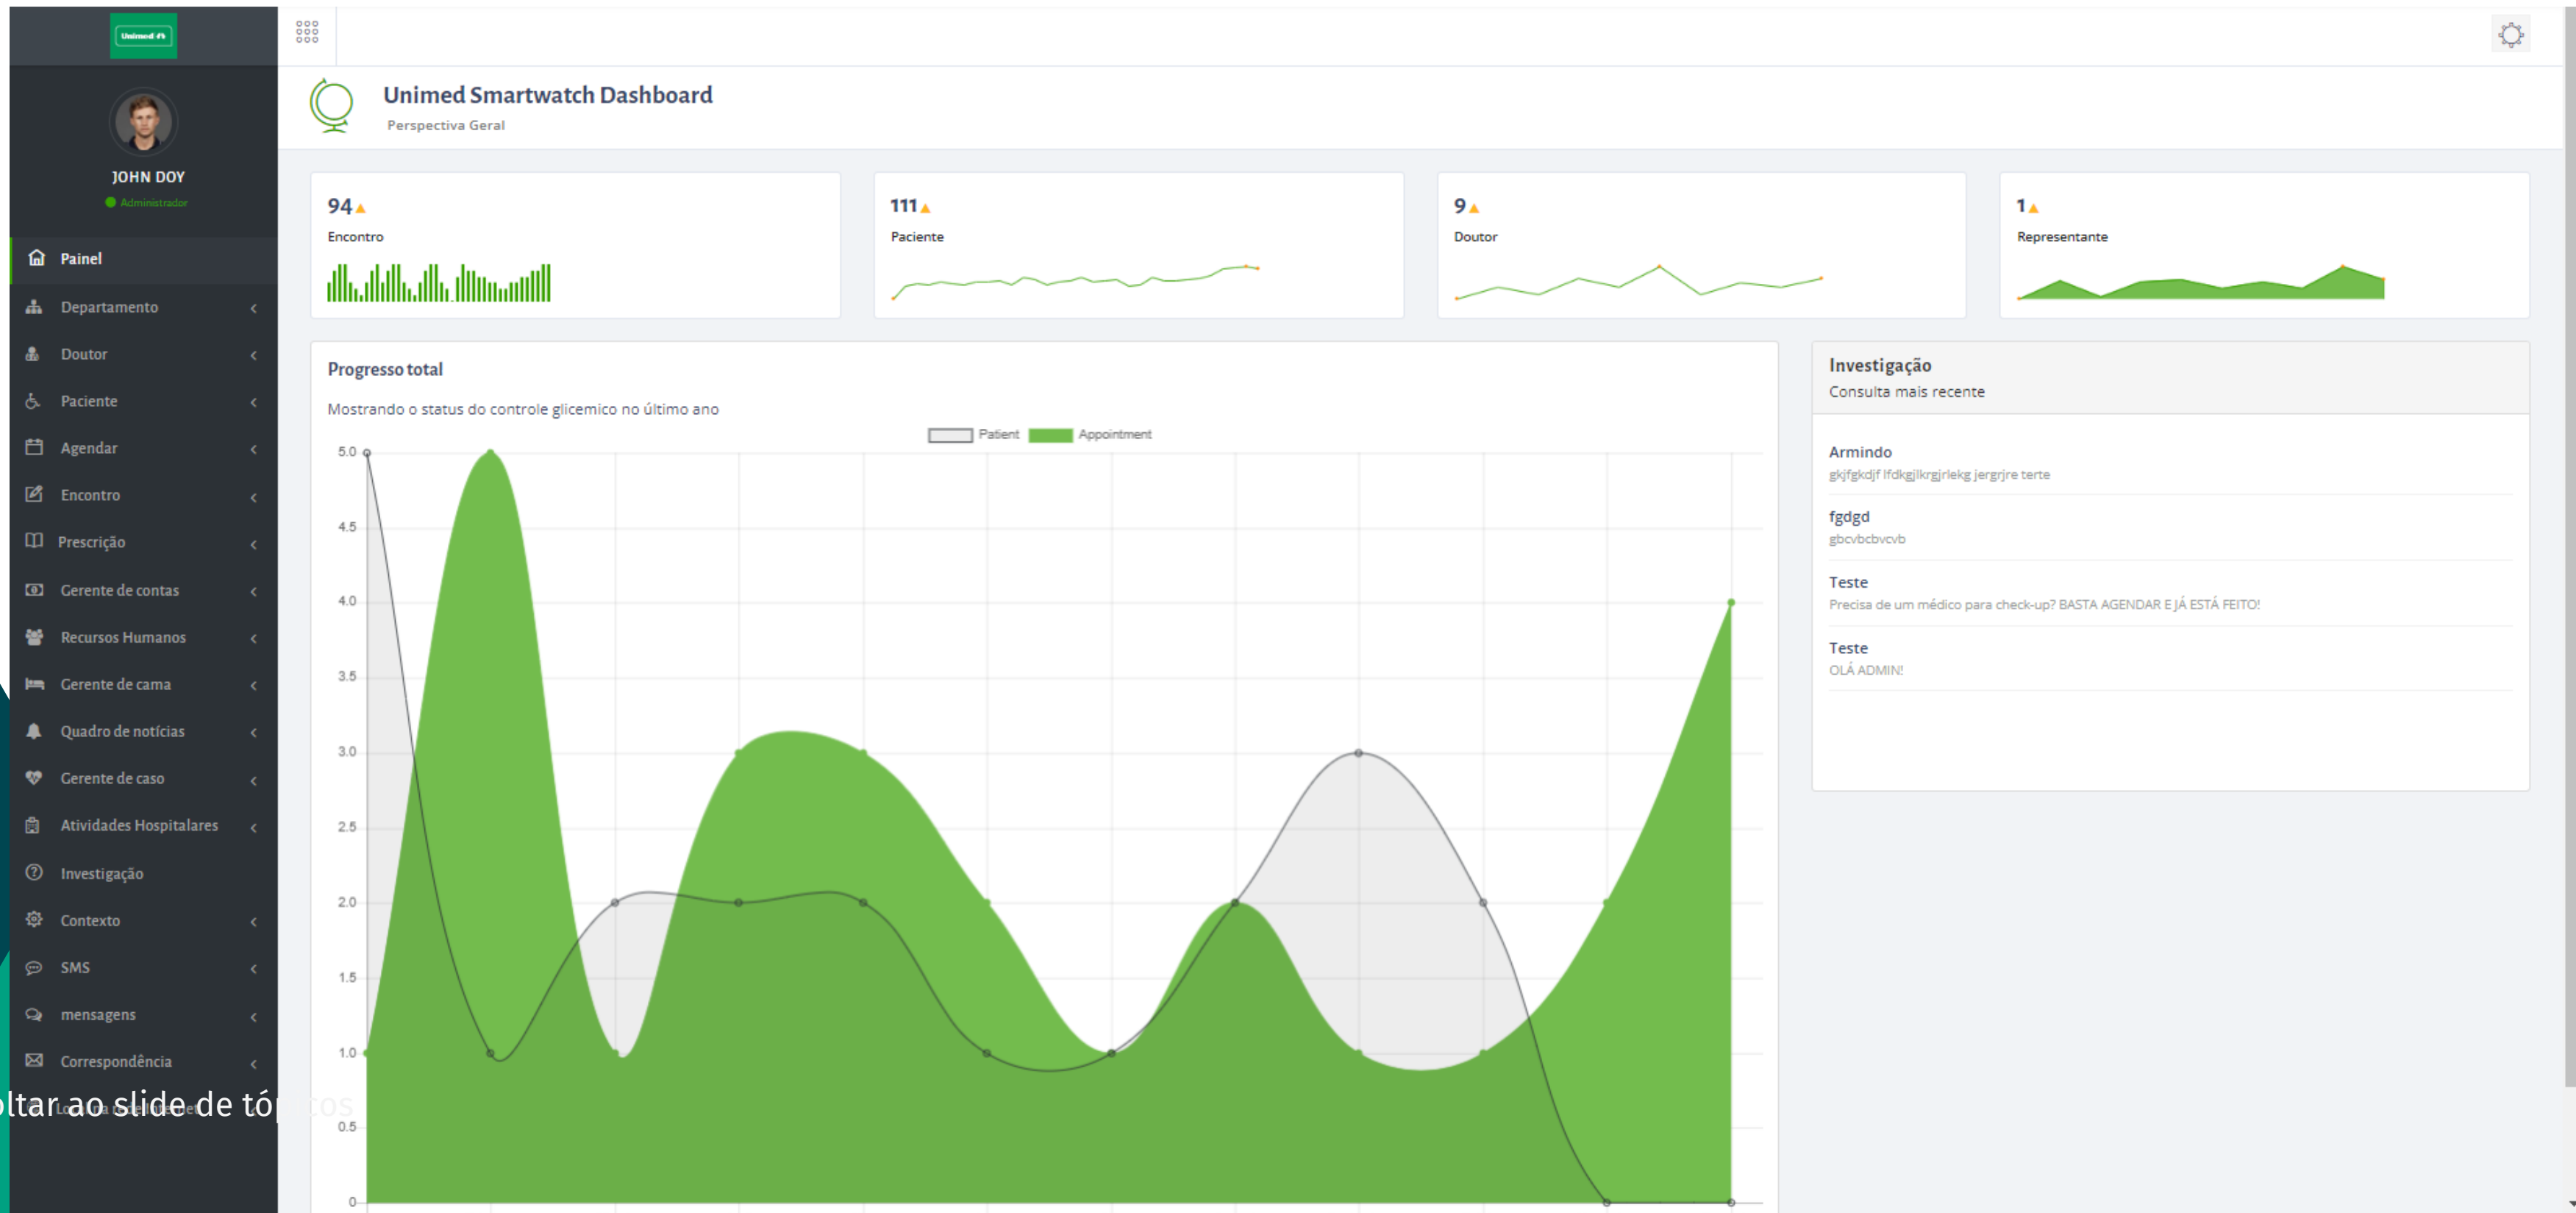 Unimed
JOHN DOY
Administrador
Painel
Departamento
Doutor
Paciente
Agendar
Encontro
Prescrição
Gerente de contas
Recursos Humanos
Gerente de cama
Quadro de notícias
Gerente de caso
Atividades Hospitalares
Investigação
Contexto
SMS
mensagens
Correspondência
ltar ao slide de tópicos
Unimed Smartwatch Dashboard
Perspectiva Geral
94
Encontro
111
Paciente
9
Doutor
1
Representante
Progresso total
Mostrando o status do controle glicemico no último ano
Patient Appointment
5.0
4.5
4.0
3.5
3.0
2.5
2.0
1.5
1.0
0.5
0
Investigação
Consulta mais recente
Armindo
gkjfgkdjf lfdkgjlkrgjrlekg jergrjre terte
fgdgd
gbcvbcbvcvb
Teste
Precisa de um médico para check-up? BASTA AGENDAR E JÁ ESTÁ FEITO!
Teste
OLÁ ADMIN!